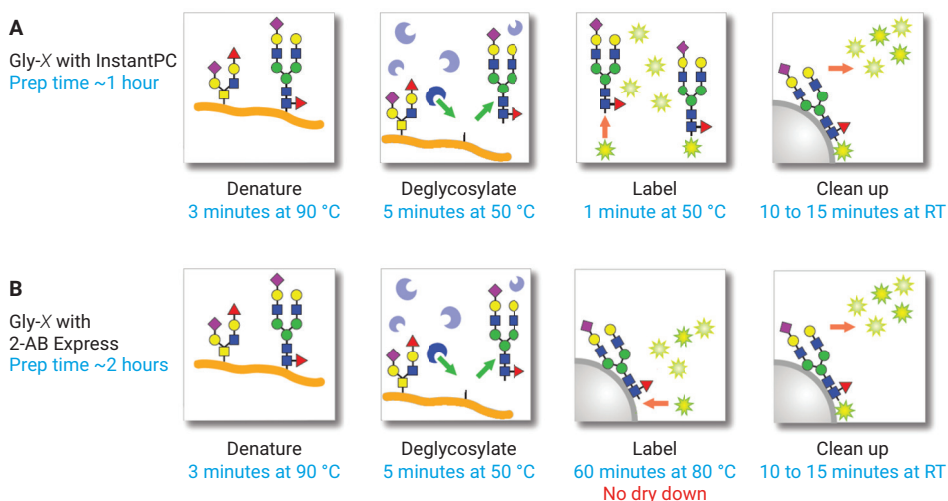 A
Gly-X with InstantPC
Prep time ~1 hour
Denature
3 minutes at 90 °C
Deglycosylate
5 minutes at 50 °C
Label
1 minute at 50 °C
Clean up
10 to 15 minutes at RT
B
Gly-X with
2-AB Express
Prep time ~2 hours
Denature
3 minutes at 90 °C
Deglycosylate
5 minutes at 50 °C
Label
60 minutes at 80 °C
No dry down
Clean up
10 to 15 minutes at RT